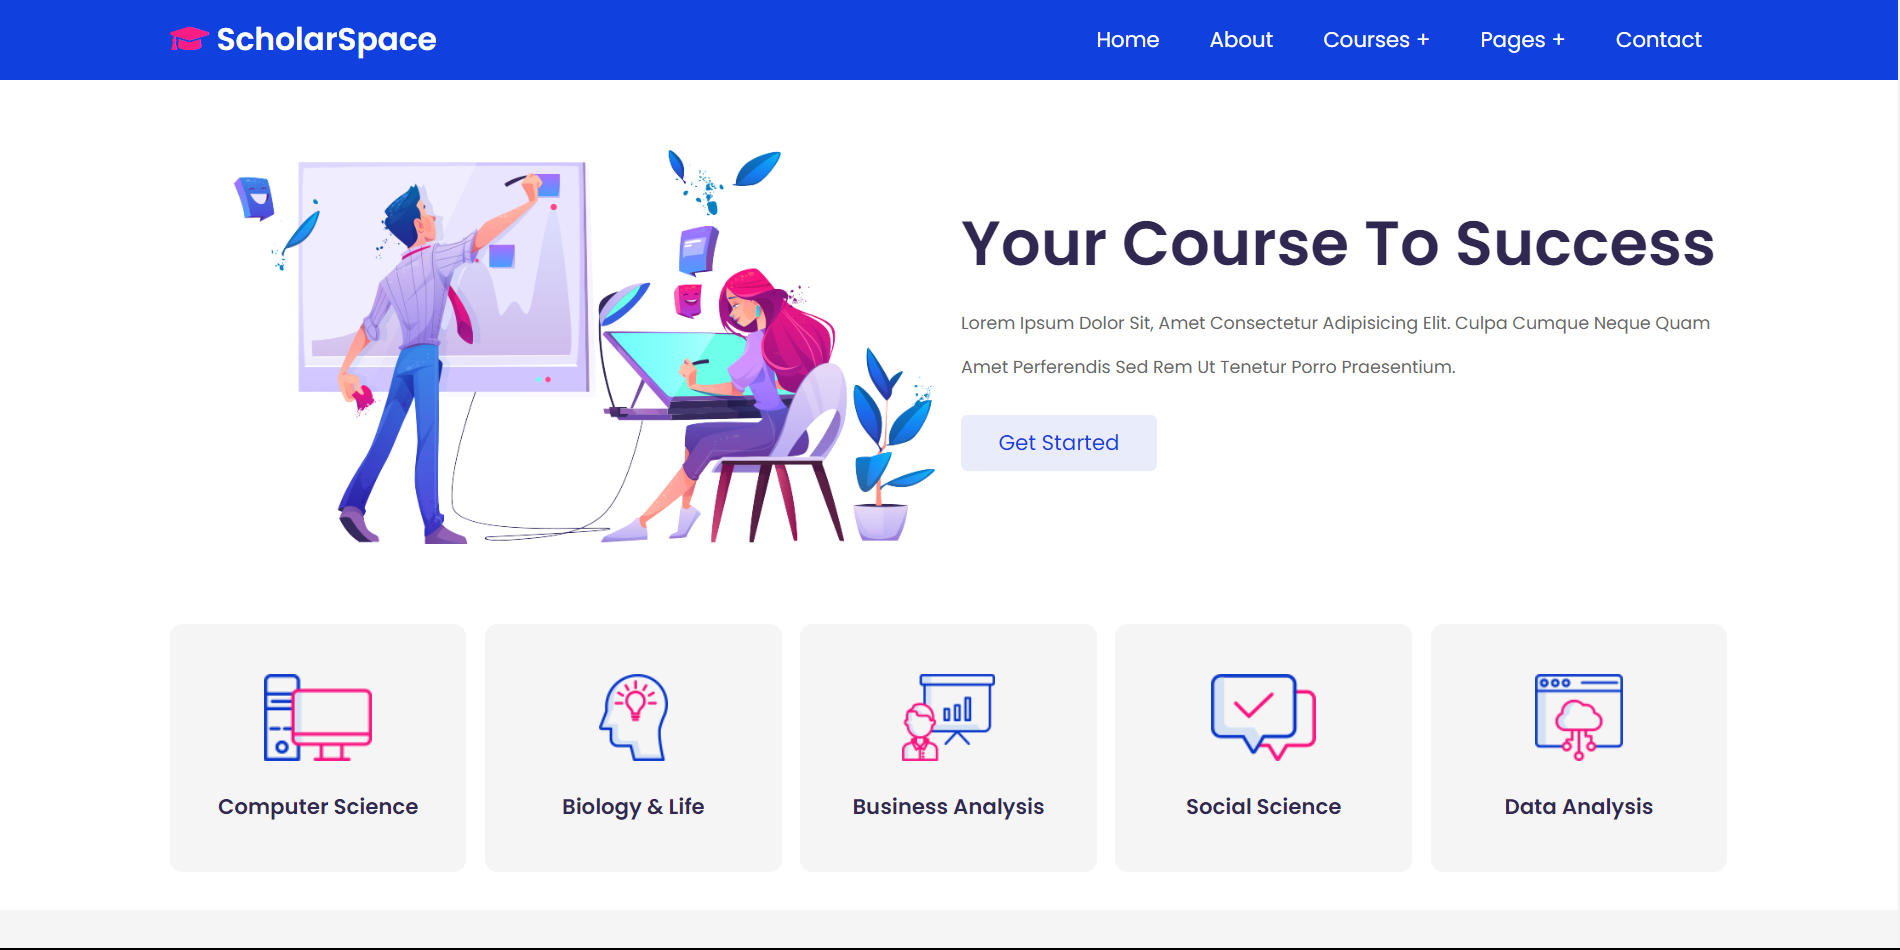 ScholarSpace
Home About Courses + Pages + Contact
Your Course To Success
Lorem Ipsum Dolor Sit, Amet Consectetur Adipisicing Elit. Culpa Cumque Neque Quam
Amet Perferendis Sed Rem Ut Tenetur Porro Praesentium.
Get Started
Computer Science
Biology & Life
Business Analysis
Social Science
Data Analysis